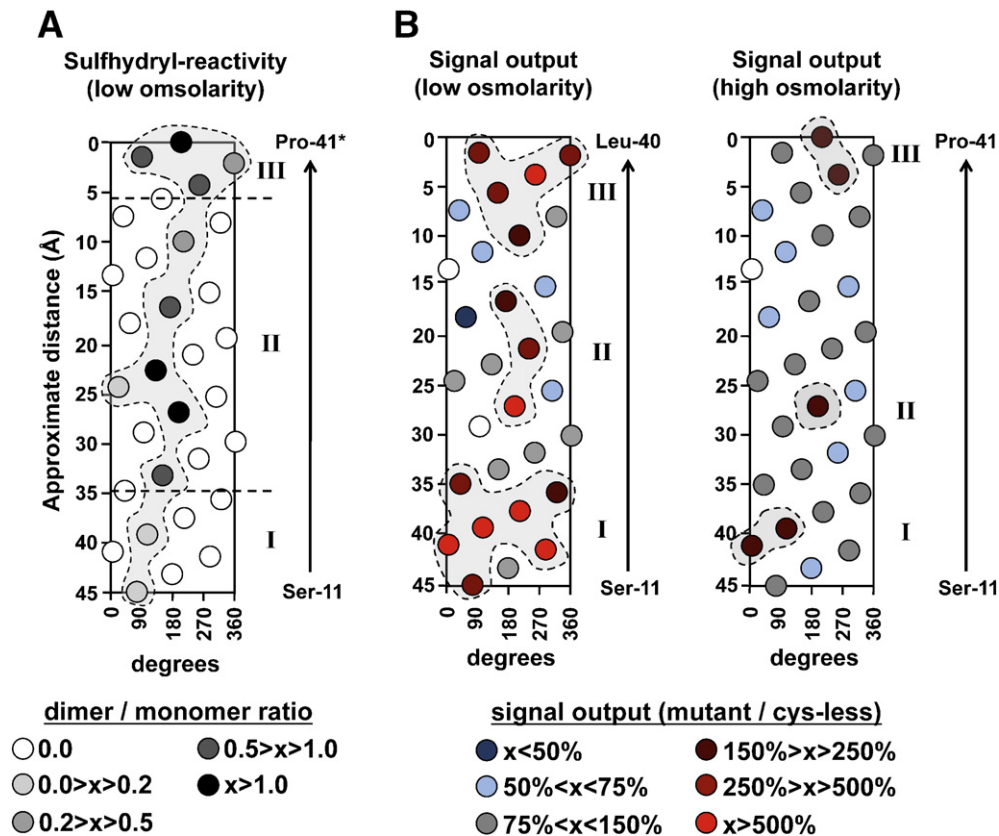 A
B
Sulfhydryl-reactivity
(low omsolarity)
Signal output
(low osmolarity)
Signal output
(high osmolarity)
Approximate distance (Å)
0
5
10
15
20
25
30
35
40
45
Pro-41*
III
II
I
Ser-11
0
90
180
270
360
degrees
0
5
10
15
20
25
30
35
40
45
Leu-40
III
II
I
Ser-11
0
90
180
270
360
degrees
0
5
10
15
20
25
30
35
40
45
Pro-41
III
II
I
Ser-11
0
90
180
270
360
degrees
dimer / monomer ratio
0.0
0.0>x>0.2
0.2>x>0.5
0.5>x>1.0
x>1.0
signal output (mutant / cys-less)
x<50%
50%<x<75%
75%<x<150%
150%>x>250%
250%>x>500%
x>500%